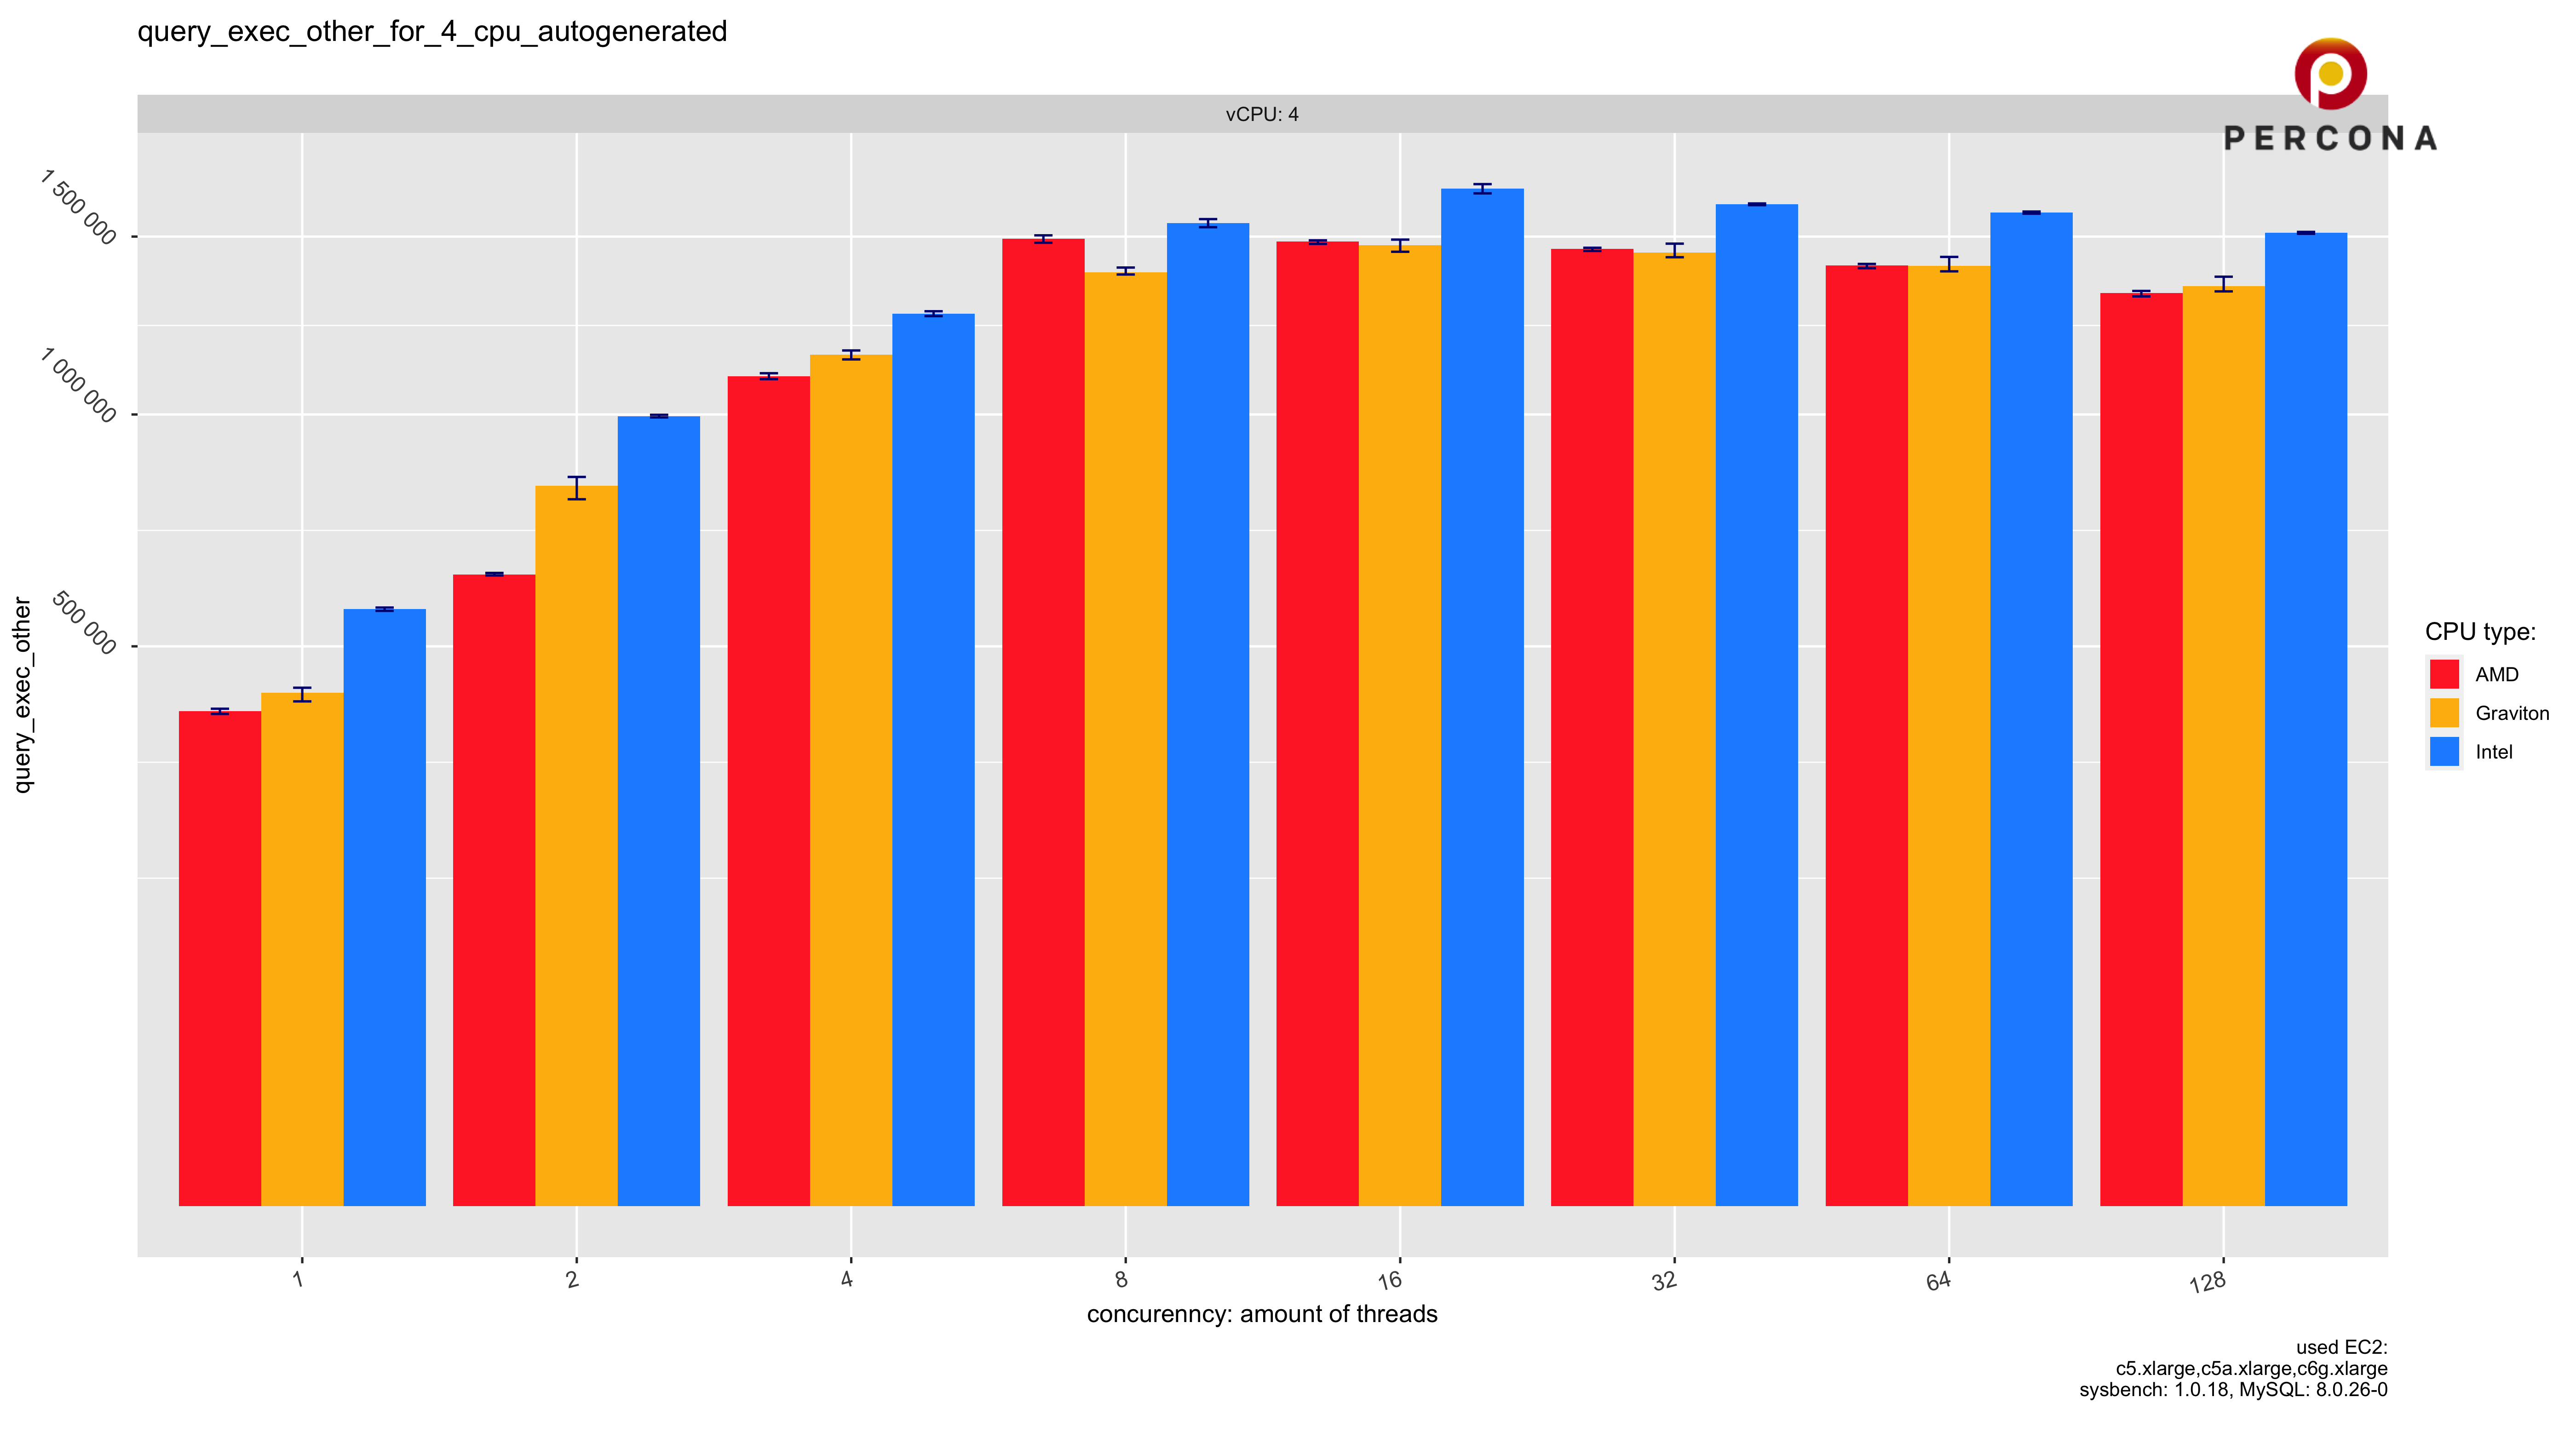 query_exec_other_for_4_cpu_autogenerated
PERCONA
vCPU: 4
1 500 000
1 000 000
500 000
query_exec_other
CPU type:
AMD
Graviton
Intel
1
2
4
8
16
32
64
128
concurenncy: amount of threads
used EC2:
c5.xlarge,c5a.xlarge,c6g.xlarge
sysbench: 1.0.18, MySQL: 8.0.26-0